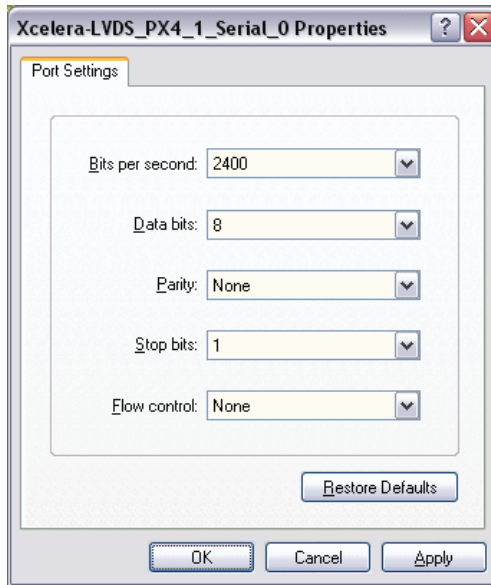 Xcelera-LVDS_PX4_1_Serial_0 Properties ?
Port Settings
Bits per second: 2400
Data bits: 8
Parity: None
Stop bits: 1
Flow control: None
Restore Defaults
OK Cancel Apply